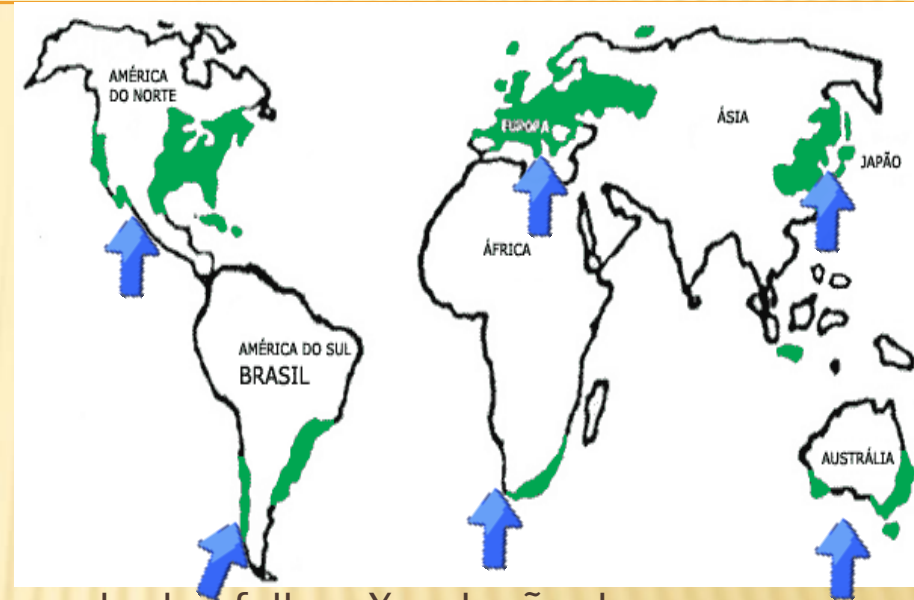 AMÉRICA
DO NORTE
EUROPA
ÁSIA
JAPÃO
ÁFRICA
AMÉRICA DO SUL
BRASIL
AUSTRÁLIA